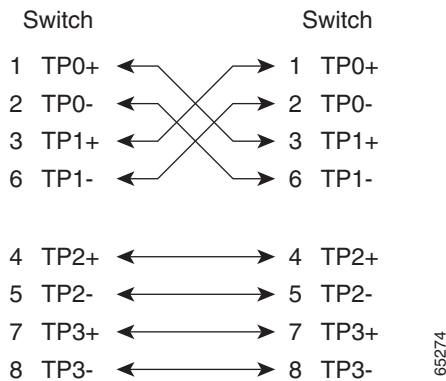 Switch Switch
1 TP0+ 1 TP0+
2 TP0- 2 TP0-
3 TP1+ 3 TP1+
6 TP1- 6 TP1-
4 TP2+ 4 TP2+
5 TP2- 5 TP2-
7 TP3+ 7 TP3+
8 TP3- 8 TP3-
65274